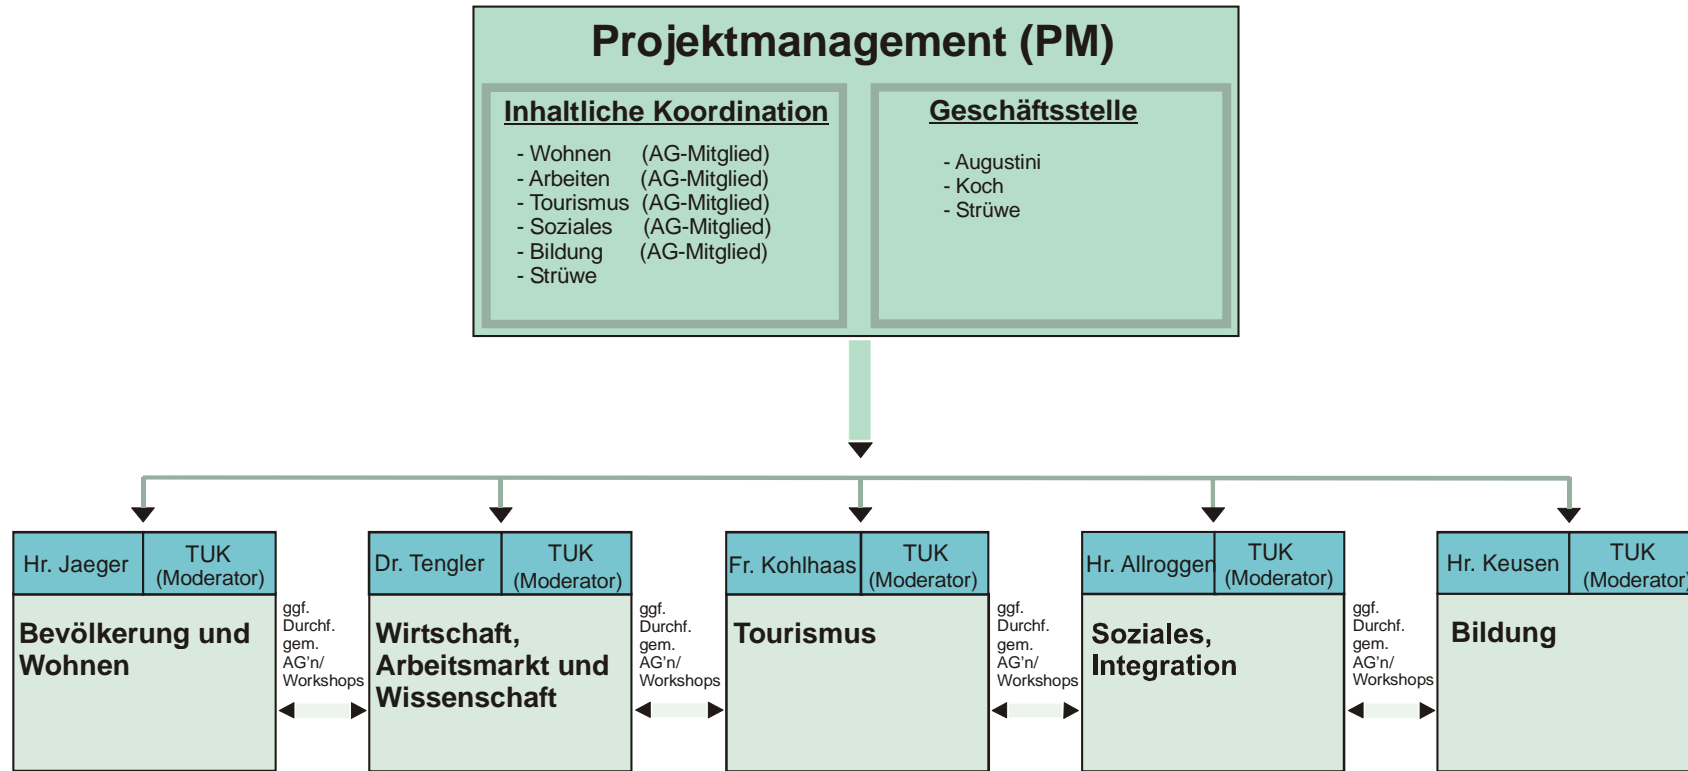 Projektmanagement (PM)
Inhaltliche Koordination
- Wohnen (AG-Mitglied)
- Arbeiten (AG-Mitglied)
- Tourismus (AG-Mitglied)
- Soziales (AG-Mitglied)
- Bildung (AG-Mitglied)
- Strüwe
Geschäftsstelle
- Augustini
- Koch
- Strüwe
Hr. Jaeger
TUK
(Moderator)
Bevölkerung und
Wohnen
ggf.
Durchf.
gem.
AG'n/
Workshops
Dr. Tengler
TUK
(Moderator)
Wirtschaft,
Arbeitsmarkt und
Wissenschaft
ggf.
Durchf.
gem.
AG'n/
Workshops
Fr. Kohlhaas
TUK
(Moderator)
Tourismus
ggf.
Durchf.
gem.
AG'n/
Workshops
Hr. Allroggen
TUK
(Moderator)
Soziales,
Integration
ggf.
Durchf.
gem.
AG'n/
Workshops
Hr. Keusen
TUK
(Moderator)
Bildung